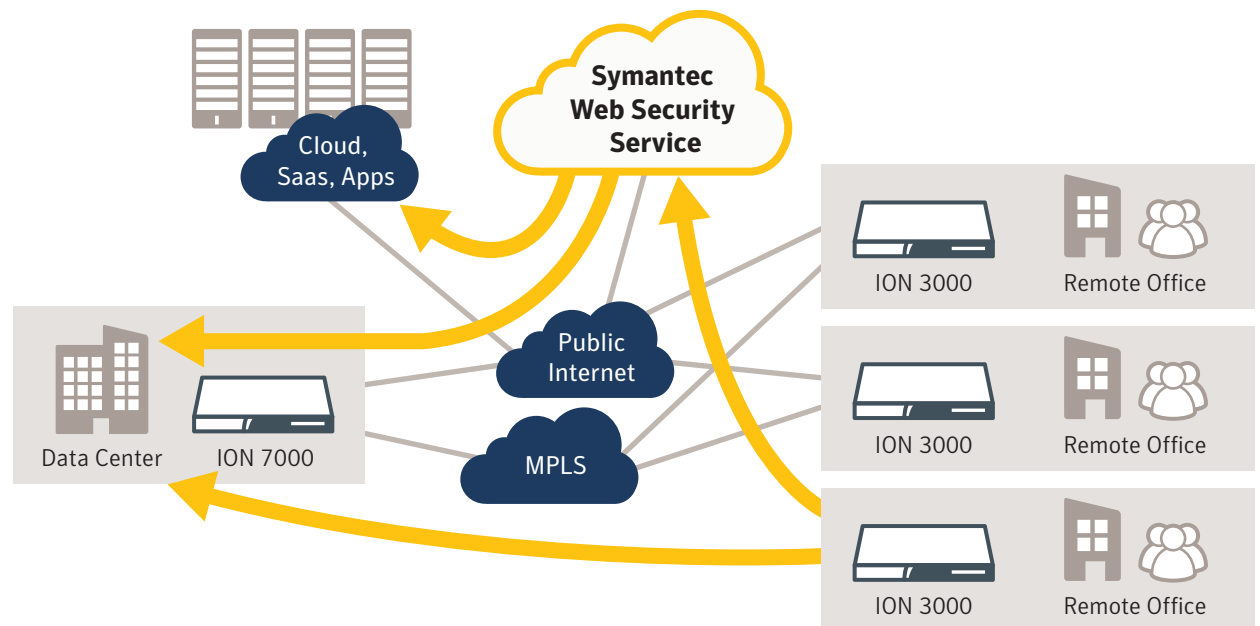 Symantec
Web Security
Service
Cloud,
Saas, Apps
ION 3000
Remote Office
Public
Internet
ION 3000
Remote Office
Data Center
ION 7000
MPLS
ION 3000
Remote Office